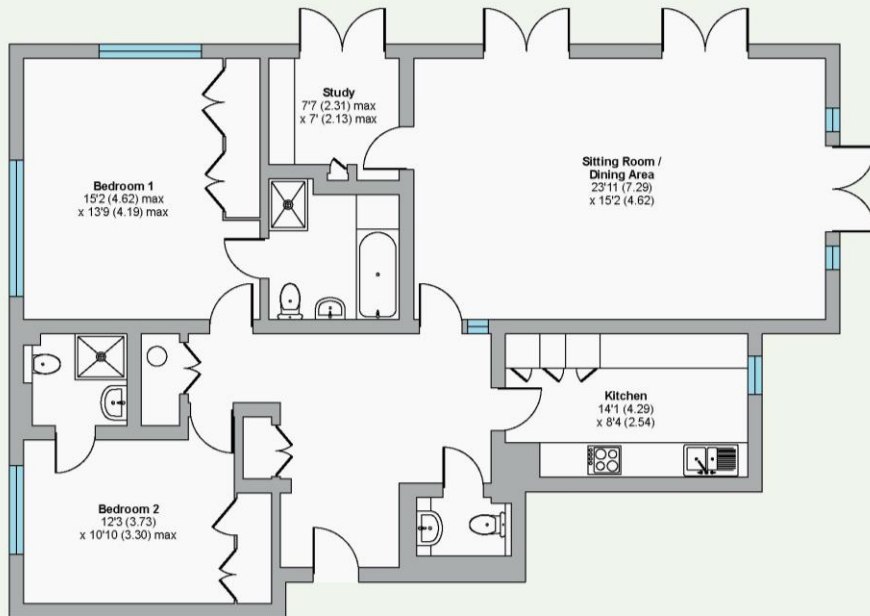 Study
7'7 (2.31) max
x 7' (2.13) max
Sitting Room /
Dining Area
23'11 (7.29)
x 15'2 (4.62)
Bedroom 1
15'2 (4.62) max
x 13'9 (4.19) max
Kitchen
14'1 (4.29)
x 8'4 (2.54)
Bedroom 2
12'3 (3.73)
x 10'10 (3.30) max